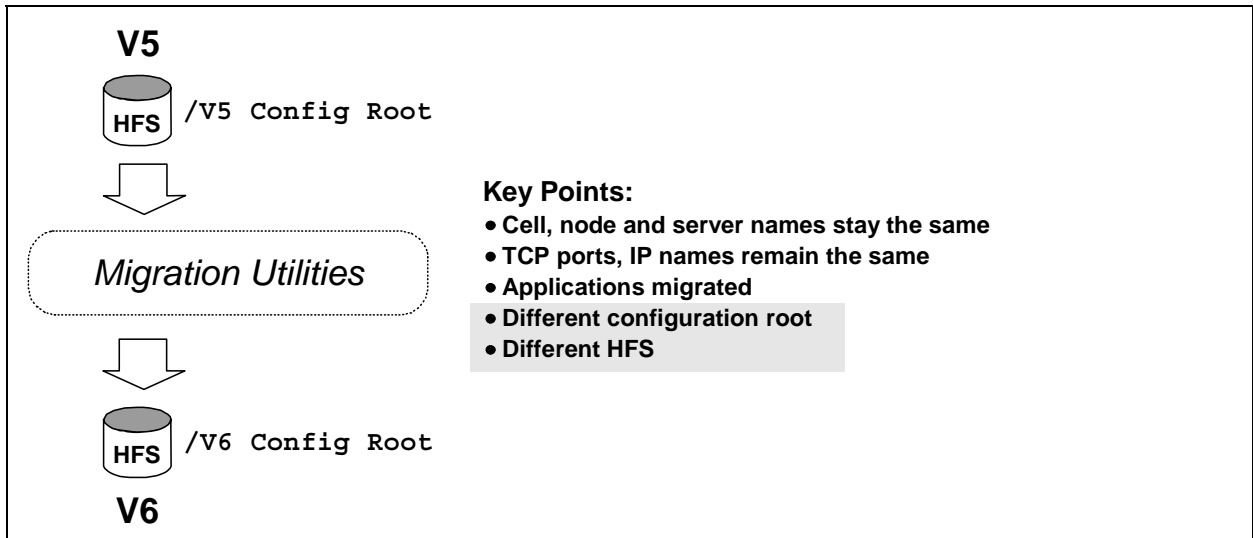 V5
HFS
/V5 Config Root
Migration Utilities
HFS
/V6 Config Root
V6
Key Points:
● Cell, node and server names stay the same
● TCP ports, IP names remain the same
● Applications migrated
● Different configuration root
● Different HFS